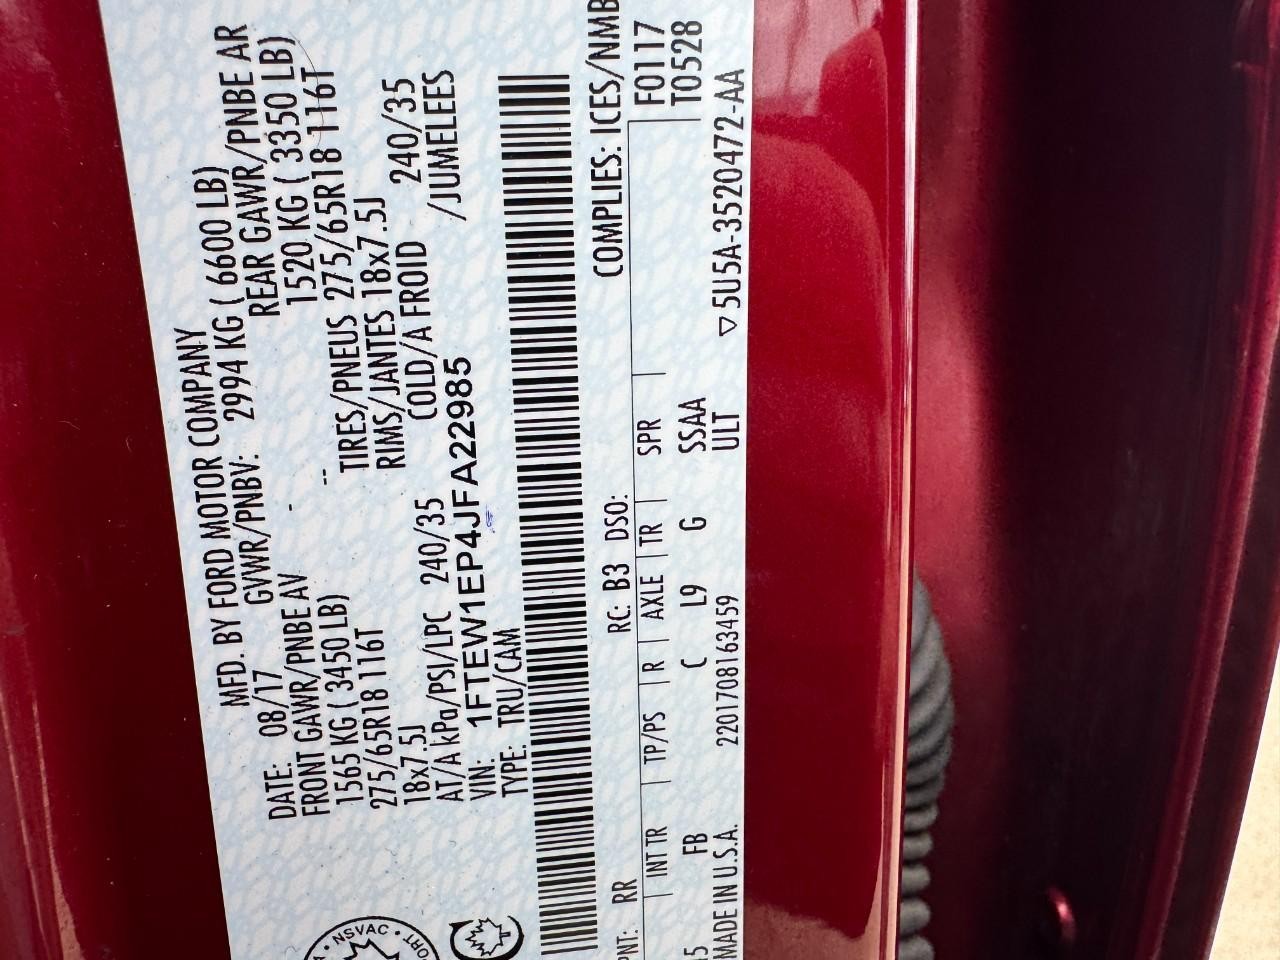 MFD. BY FORD MOTOR COMPANY
DATE: 08/17 GVWR/PNBV: 2994 KG ( 6600 LB)
FRONT GAWR/PNBE AV - REAR GAWR/PNBE AR
1565 KG ( 3450 LB) -- 1520 KG ( 3350 LB)
275/65R18 116T TIRES/PNEUS 275/65R18 116T
18x7.5J RIMS/JANTES 18x7.5J
AT/A kPa/PSI/LPC 240/35 COLD/A FROID 240/35
VIN: 1FTEW1EP4JFA22985 /JUMELEES
TYPE: TRU/CAM
COMPLIES: ICES/NMB
PNT: RR RC: B3 DSO: F0117
INT TR TP/PS R AXLE TR SPR T0528
FB C L9 G SSAA
MADE IN U.S.A. 2201708163459 ULT ▽5U5A-3520472-AA
NSVAC